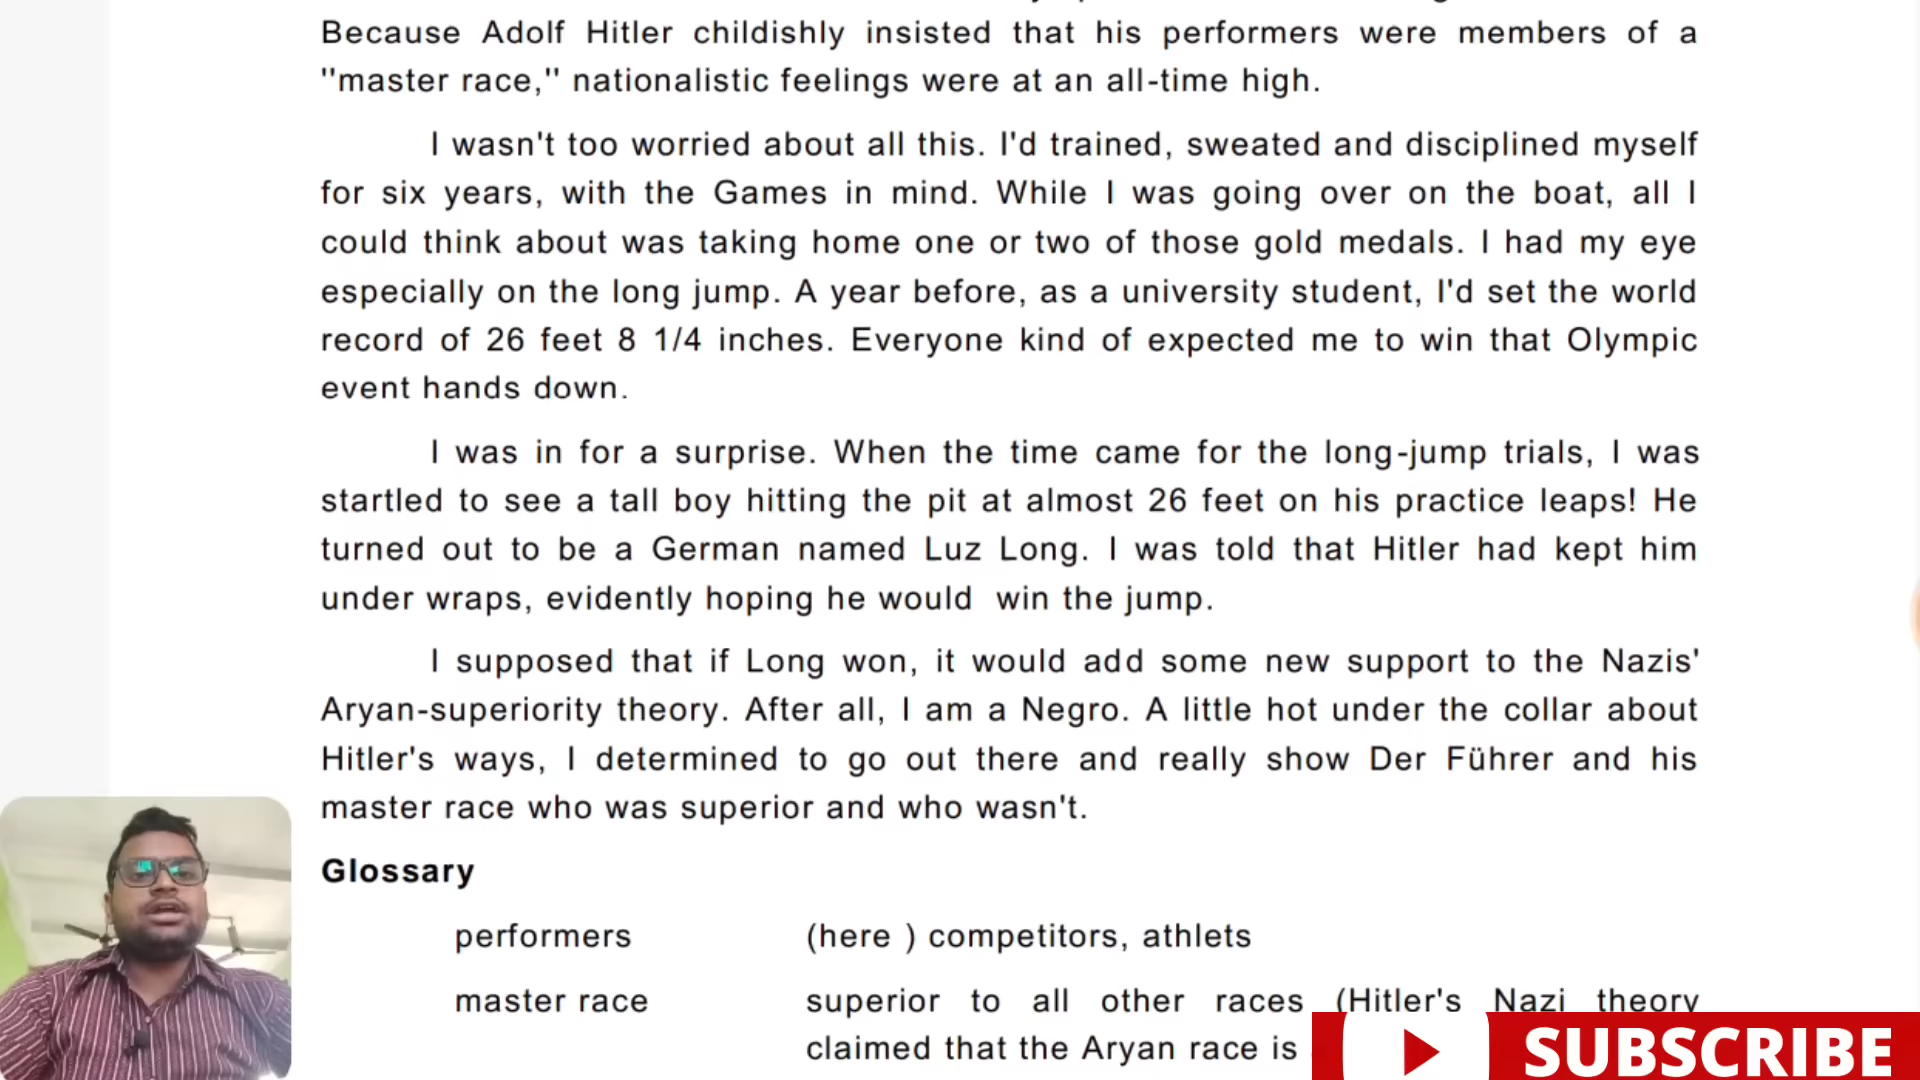 Because Adolf Hitler childishly insisted that his performers were members of a
"master race," nationalistic feelings were at an all-time high.
I wasn't too worried about all this. I'd trained, sweated and disciplined myself
for six years, with the Games in mind. While I was going over on the boat, all I
could think about was taking home one or two of those gold medals. I had my eye
especially on the long jump. A year before, as a university student, I'd set the world
record of 26 feet 8 1/4 inches. Everyone kind of expected me to win that Olympic
event hands down.
I was in for a surprise. When the time came for the long-jump trials, I was
startled to see a tall boy hitting the pit at almost 26 feet on his practice leaps! He
turned out to be a German named Luz Long. I was told that Hitler had kept him
under wraps, evidently hoping he would win the jump.
I supposed that if Long won, it would add some new support to the Nazis'
Aryan-superiority theory. After all, I am a Negro. A little hot under the collar about
Hitler's ways, I determined to go out there and really show Der Führer and his
master race who was superior and who wasn't.
Glossary
performers (here ) competitors, athlets
master race superior to all other races (Hitler's Nazi theory
claimed that the Aryan race is
SUBSCRIBE